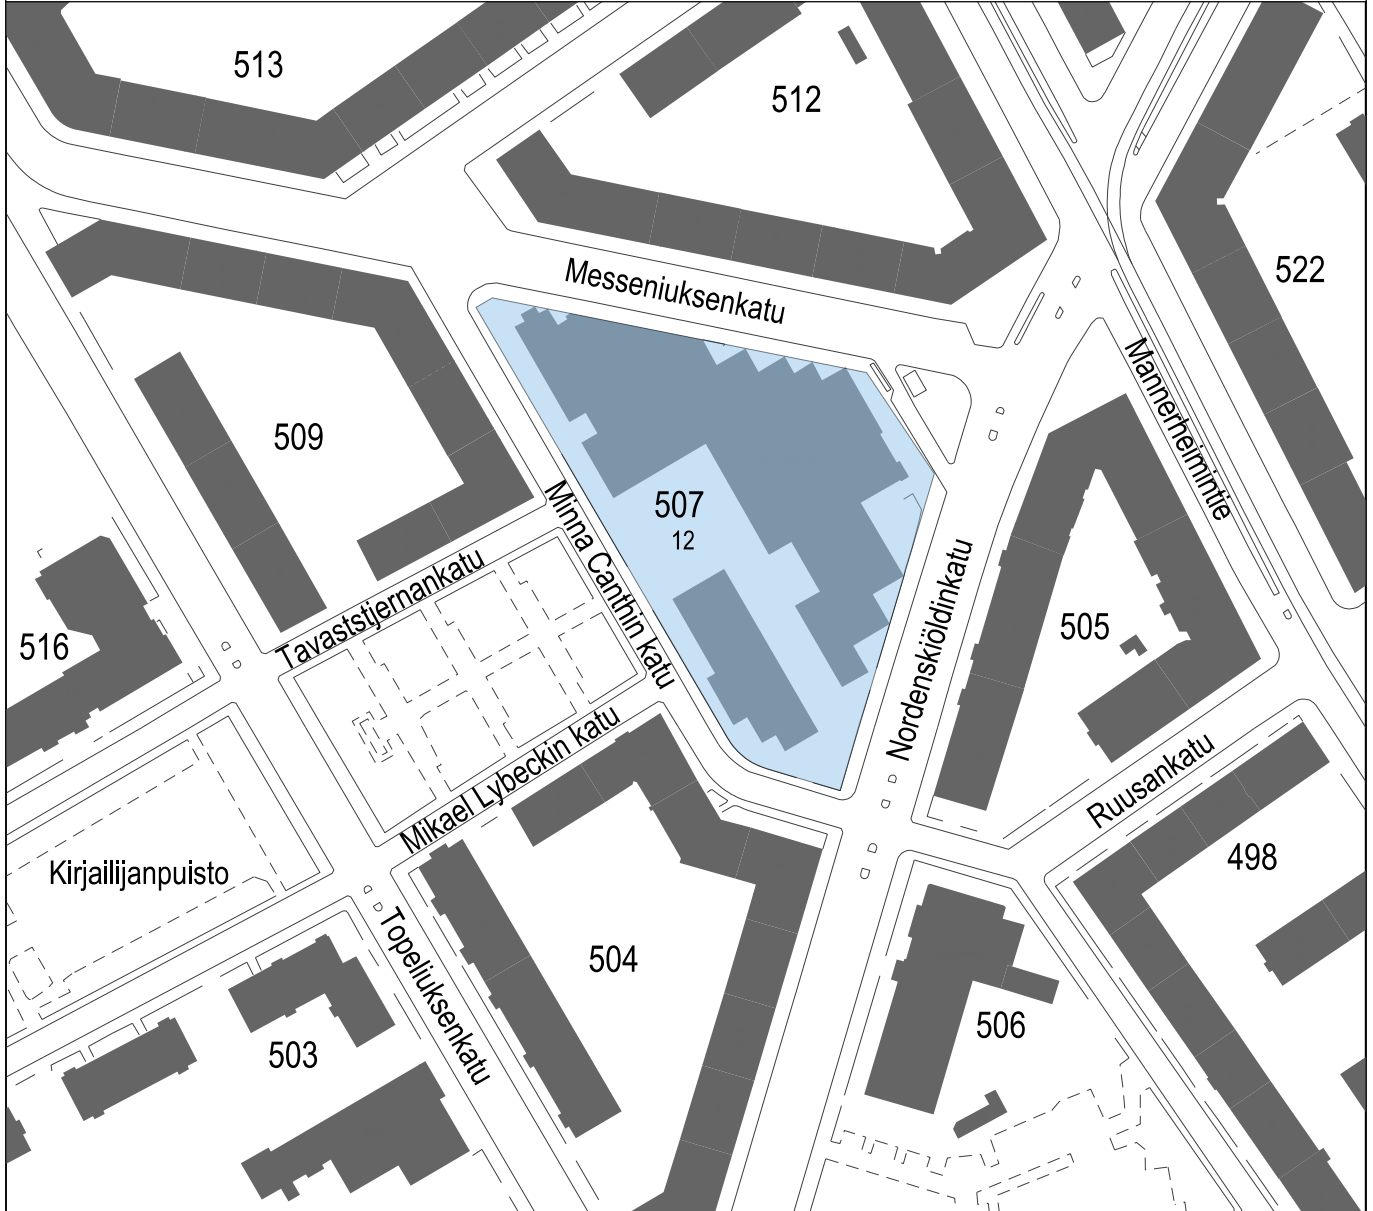 513
512
Messeniuksenkatu
522
Mannerheimintie
509
507
12
Minna Canthin katu
Tavaststjernankatu
Nordenskiöldinkatu
505
516
Mikael Lybeckin katu
Ruusankatu
498
Kirjailijanpuisto
Topeliuksenkatu
504
506
503